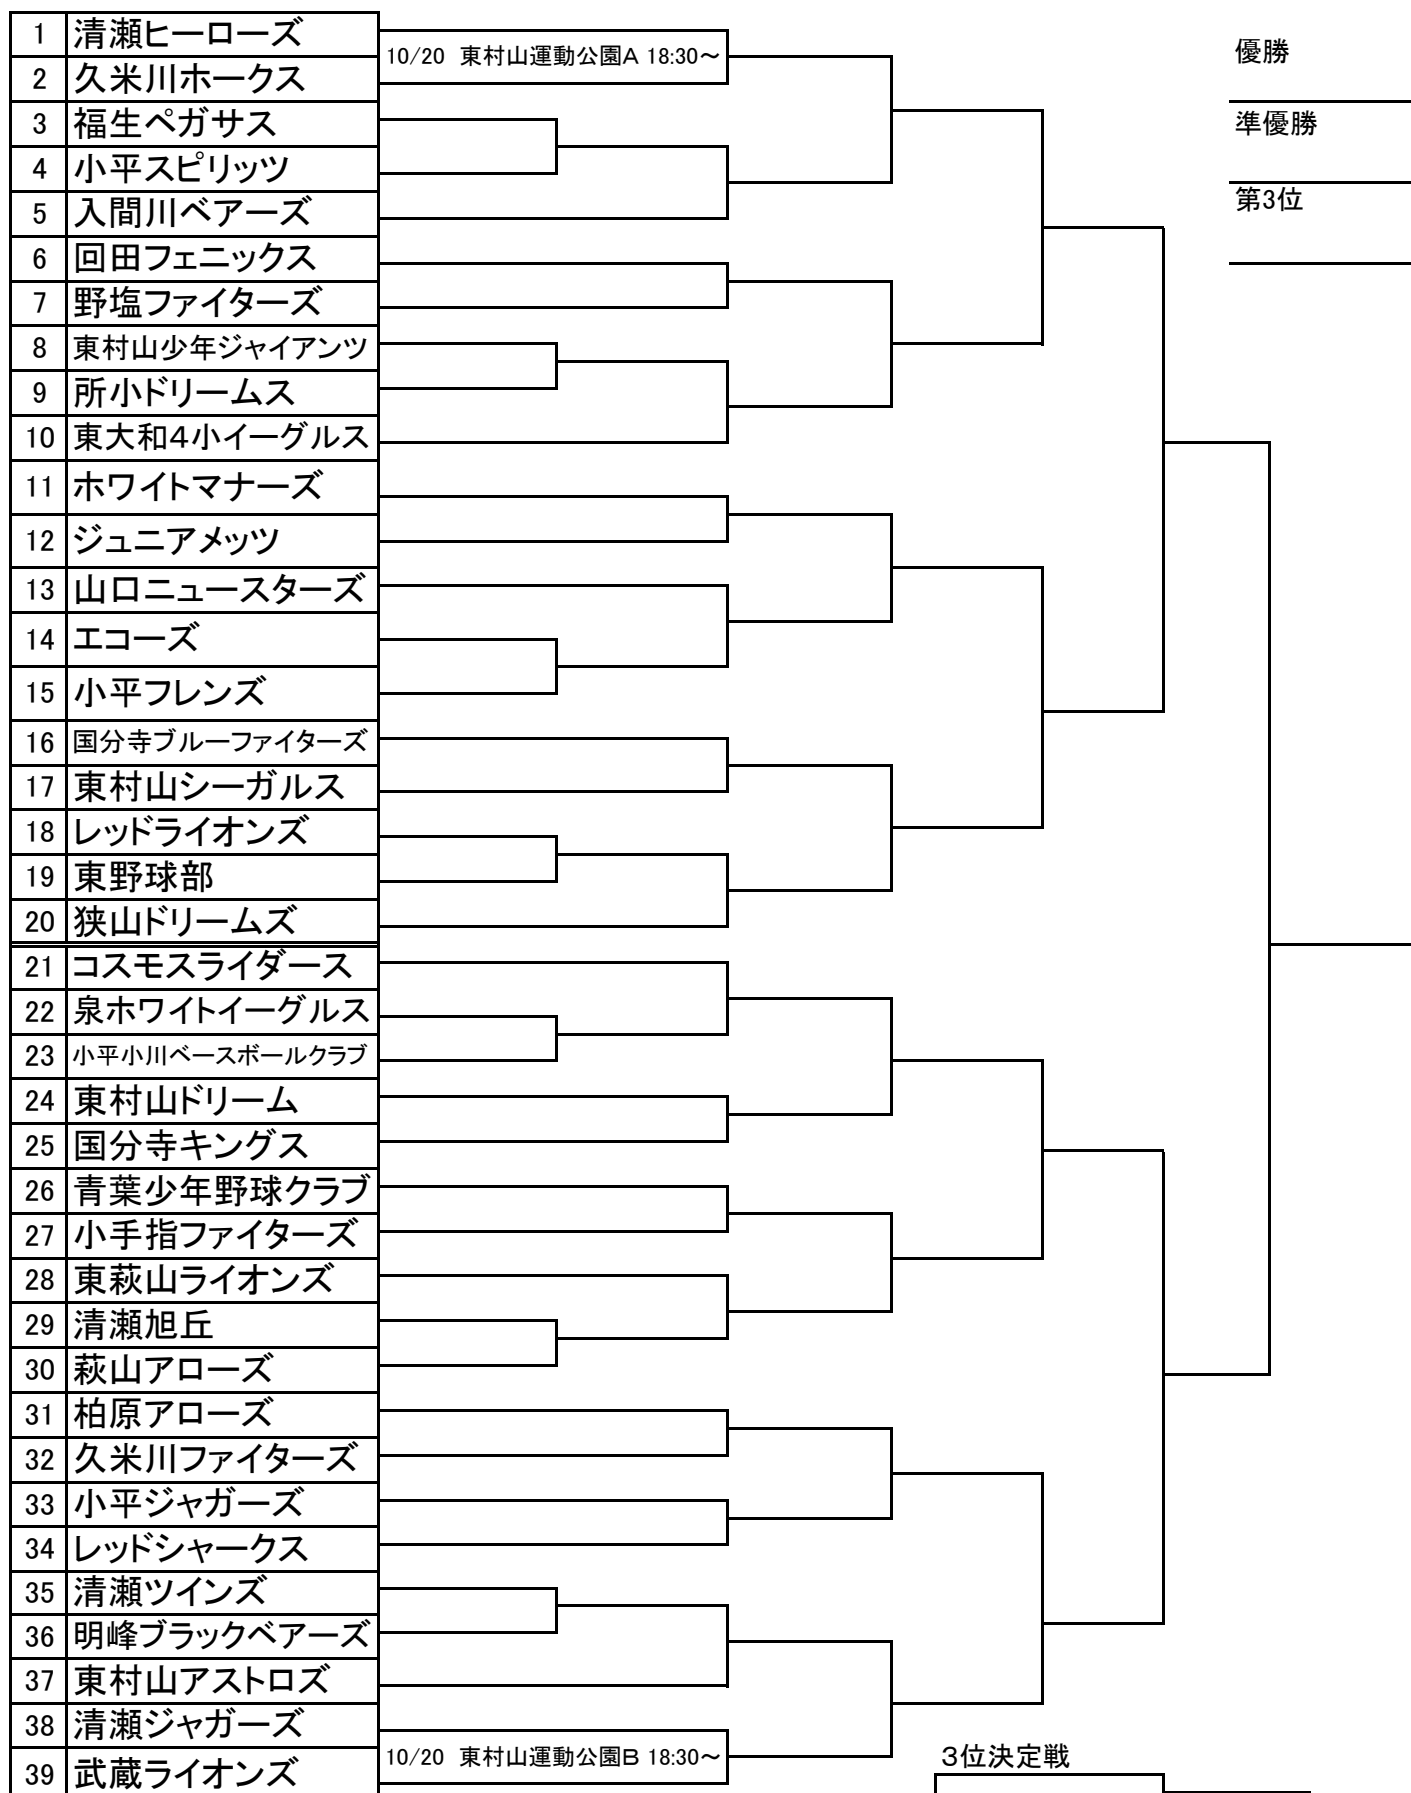 1 清瀬ヒーローズ
10/20 東村山運動公園A 18:30～
優勝
2 久米川ホークス
3 福生ペガサス
準優勝
4 小平スピリッツ
5 入間川ベアーズ
第3位
6 回田フェニックス
7 野塩ファイターズ
8 東村山少年ジャイアンツ
9 所小ドリームス
10 東大和４小イーグルス
11 ホワイトマナーズ
12 ジュニアメッツ
13 山口ニュースターズ
14 エコーズ
15 小平フレンズ
16 国分寺ブルーファイターズ
17 東村山シーガルス
18 レッドライオンズ
19 東野球部
20 狭山ドリームズ
21 コスモスライダース
22 泉ホワイトイーグルス
23 小平小川ベースボールクラブ
24 東村山ドリーム
25 国分寺キングス
26 青葉少年野球クラブ
27 小手指ファイターズ
28 東萩山ライオンズ
29 清瀬旭丘
30 萩山アローズ
31 柏原アローズ
32 久米川ファイターズ
33 小平ジャガーズ
34 レッドシャークス
35 清瀬ツインズ
36 明峰ブラックベアーズ
37 東村山アストロズ
38 清瀬ジャガーズ
10/20 東村山運動公園B 18:30～
３位決定戦
39 武蔵ライオンズ